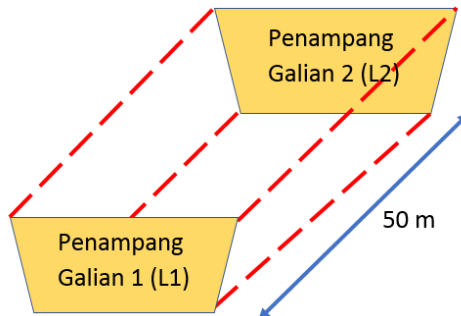 Penampang
Galian 2 (L2)
50 m
Penampang
Galian 1 (L1)